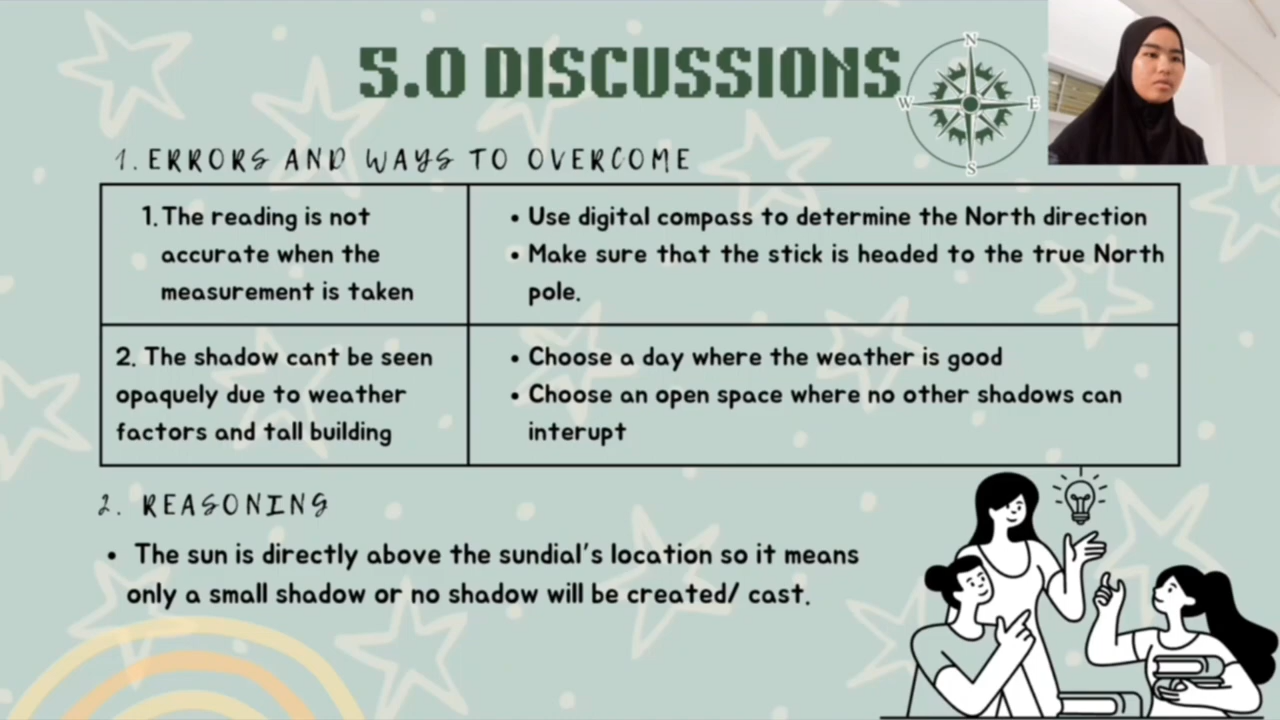 5.0 DISCUSSIONS
N
W
E
S
1. ERRORS AND WAYS TO OVERCOME
1. The reading is not
accurate when the
measurement is taken
• Use digital compass to determine the North direction
• Make sure that the stick is headed to the true North
pole.
2. The shadow cant be seen
opaquely due to weather
factors and tall building
• Choose a day where the weather is good
• Choose an open space where no other shadows can
interupt
2. REASONING
• The sun is directly above the sundial's location so it means
only a small shadow or no shadow will be created/ cast.